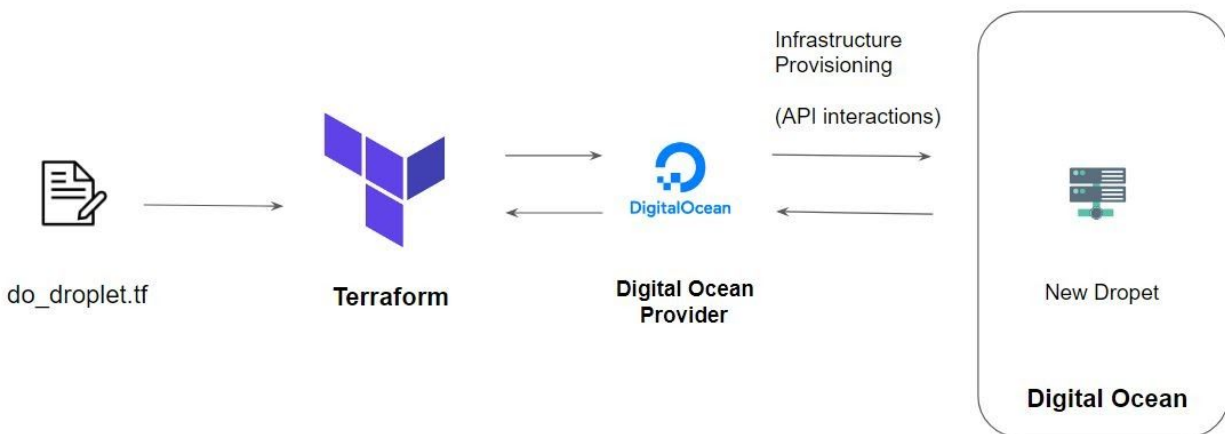 Infrastructure
Provisioning
(API interactions)
DigitalOcean
do_droplet.tf
Terraform
Digital Ocean
Provider
New Dropet
Digital Ocean